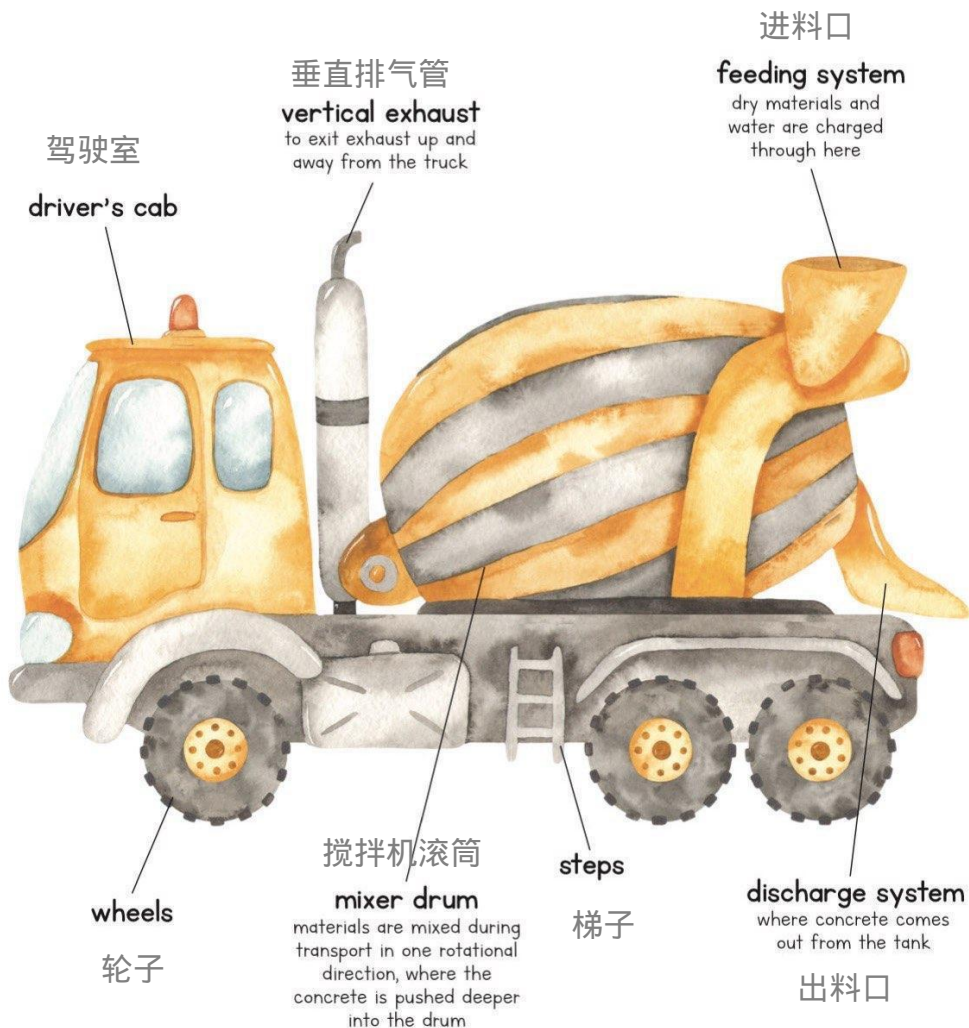 进料口
feeding system
dry materials and
water are charged
through here
垂直排气管
vertical exhaust
to exit exhaust up and
away from the truck
驾驶室
driver's cab
搅拌机滚筒
mixer drum
materials are mixed during
transport in one rotational
direction, where the
concrete is pushed deeper
into the drum
steps
梯子
wheels
轮子
discharge system
where concrete comes
out from the tank
出料口